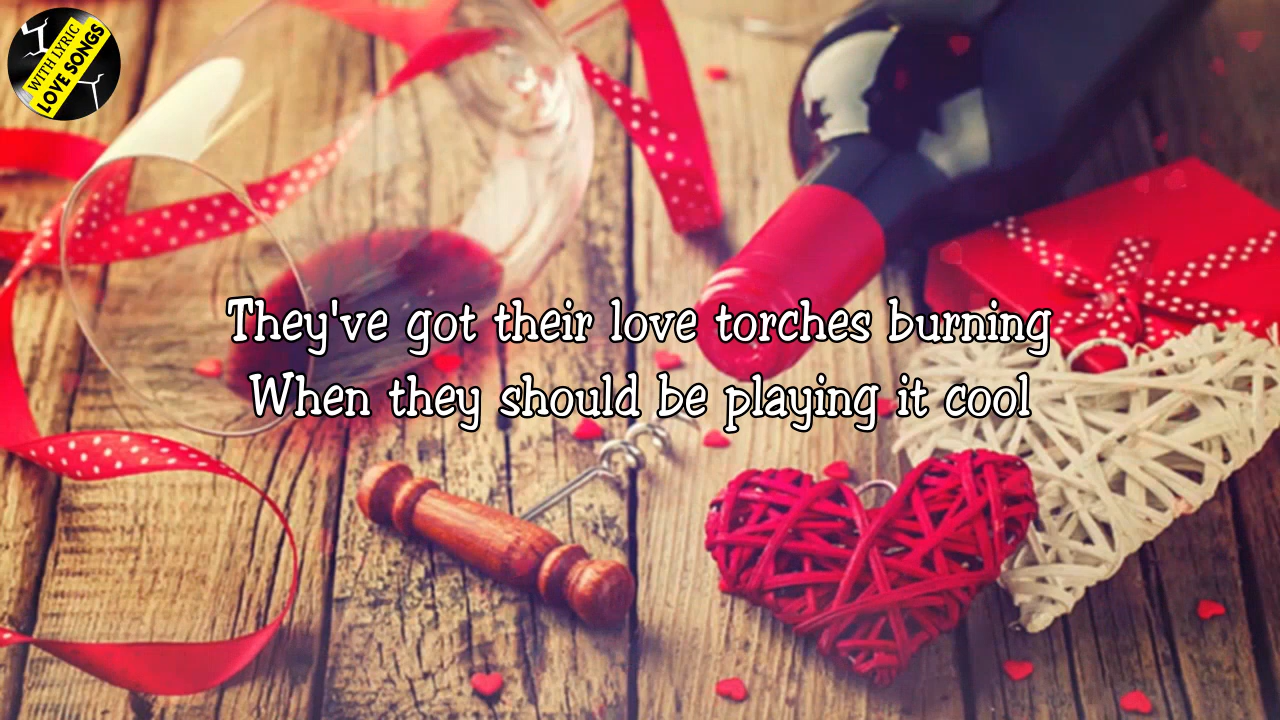 WITH LYRIC
LOVE SONGS
They've got their love torches burning
When they should be playing it cool